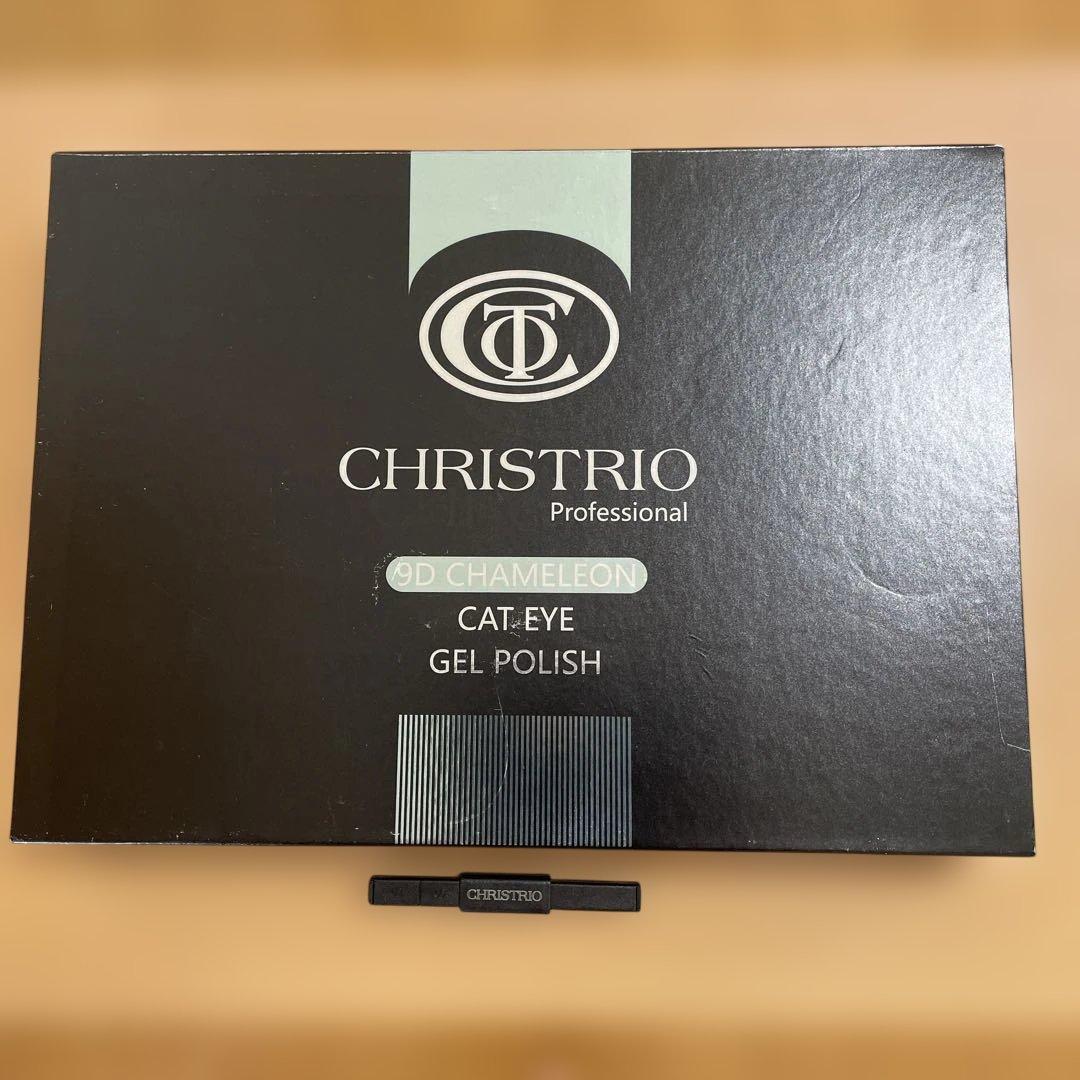 CHRISTRIO
Professional
9D CHAMELEON
CAT EYE
GEL POLISH
CHRISTRIO